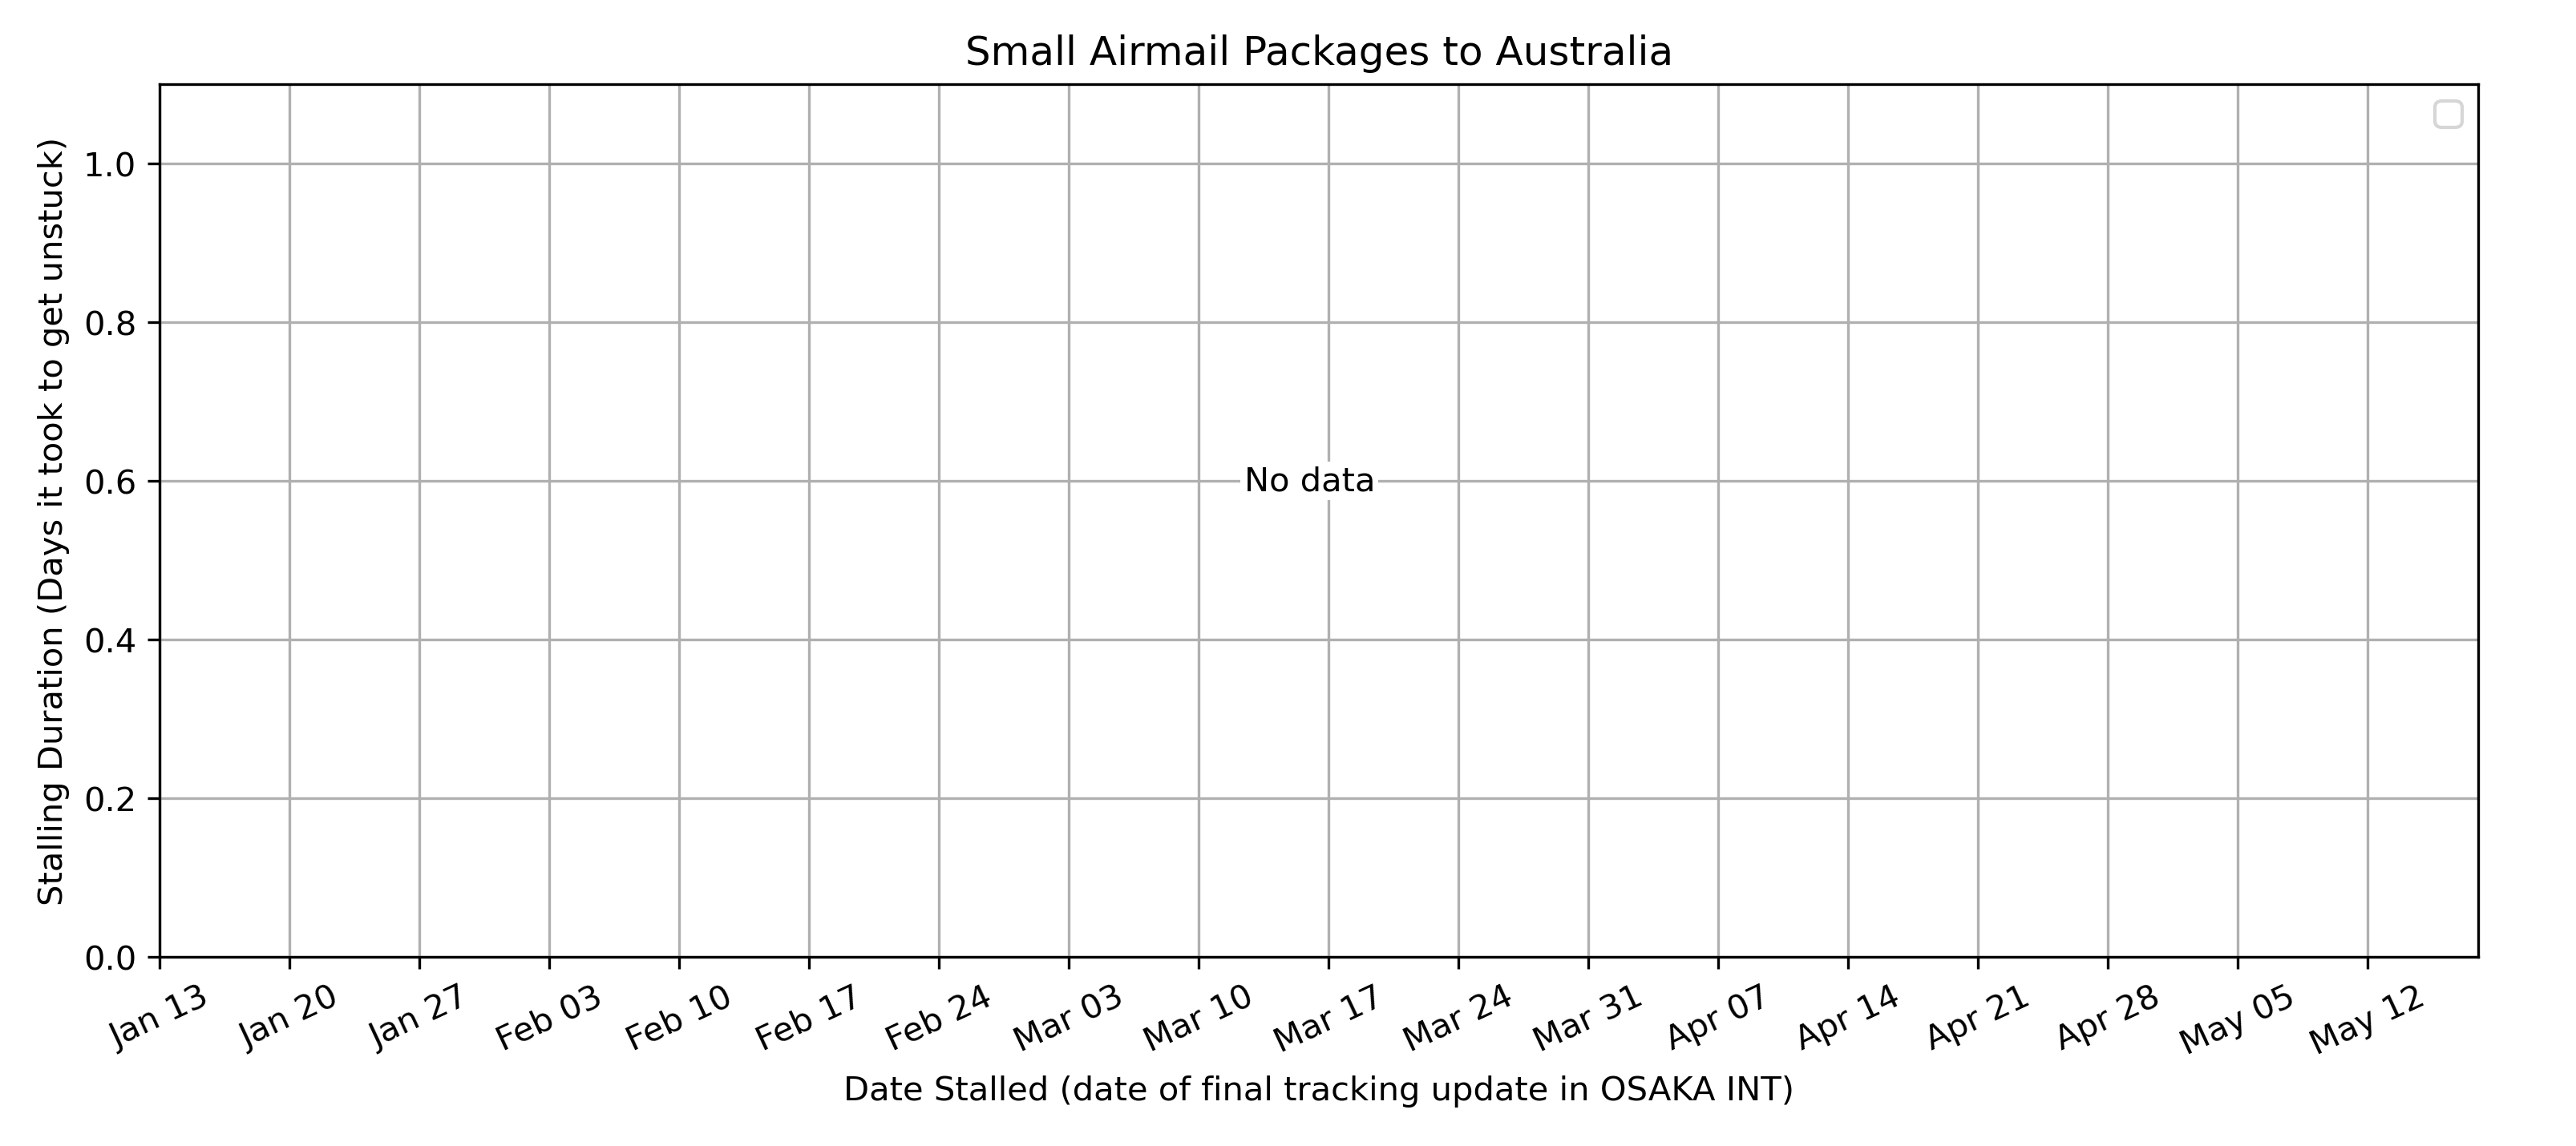 Small Airmail Packages to Australia
Stalling Duration (Days it took to get unstuck)
1.0
0.8
0.6
0.4
0.2
0.0
No data
Jan 13
Jan 20
Jan 27
Feb 03
Feb 10
Feb 17
Feb 24
Mar 03
Mar 10
Mar 17
Mar 24
Mar 31
Apr 07
Apr 14
Apr 21
Apr 28
May 05
May 12
Date Stalled (date of final tracking update in OSAKA INT)